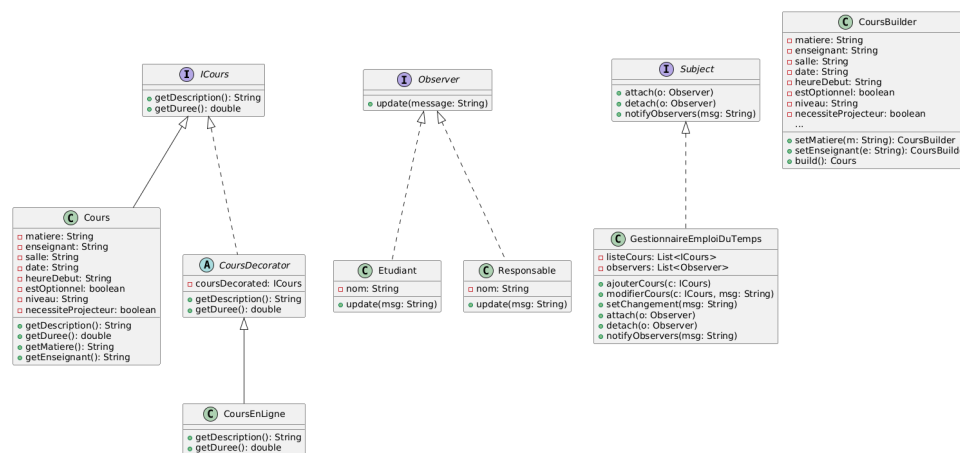 I ICours
getDescription(): String
getDuree(): double
C Cours
matiere: String
enseignant: String
salle: String
date: String
heureDebut: String
estOptionnel: boolean
niveau: String
necessiteProjecteur: boolean
getDescription(): String
getDuree(): double
getMatiere(): String
getEnseignant(): String
A CoursDecorator
coursDecorated: ICours
getDescription(): String
getDuree(): double
C CoursEnLigne
getDescription(): String
getDuree(): double
I Observer
update(message: String)
C Etudiant
nom: String
update(msg: String)
C Responsable
nom: String
update(msg: String)
I Subject
attach(o: Observer)
detach(o: Observer)
notifyObservers(msg: String)
C GestionnaireEmploiDuTemps
listeCours: List<ICours>
observers: List<Observer>
ajouterCours(c: ICours)
modifierCours(c: ICours, msg: String)
setChangement(msg: String)
attach(o: Observer)
detach(o: Observer)
notifyObservers(msg: String)
C CoursBuilder
matiere: String
enseignant: String
salle: String
date: String
heureDebut: String
estOptionnel: boolean
niveau: String
necessiteProjecteur: boolean
...
setMatiere(m: String): CoursBuilder
setEnseignant(e: String): CoursBuild
build(): Cours